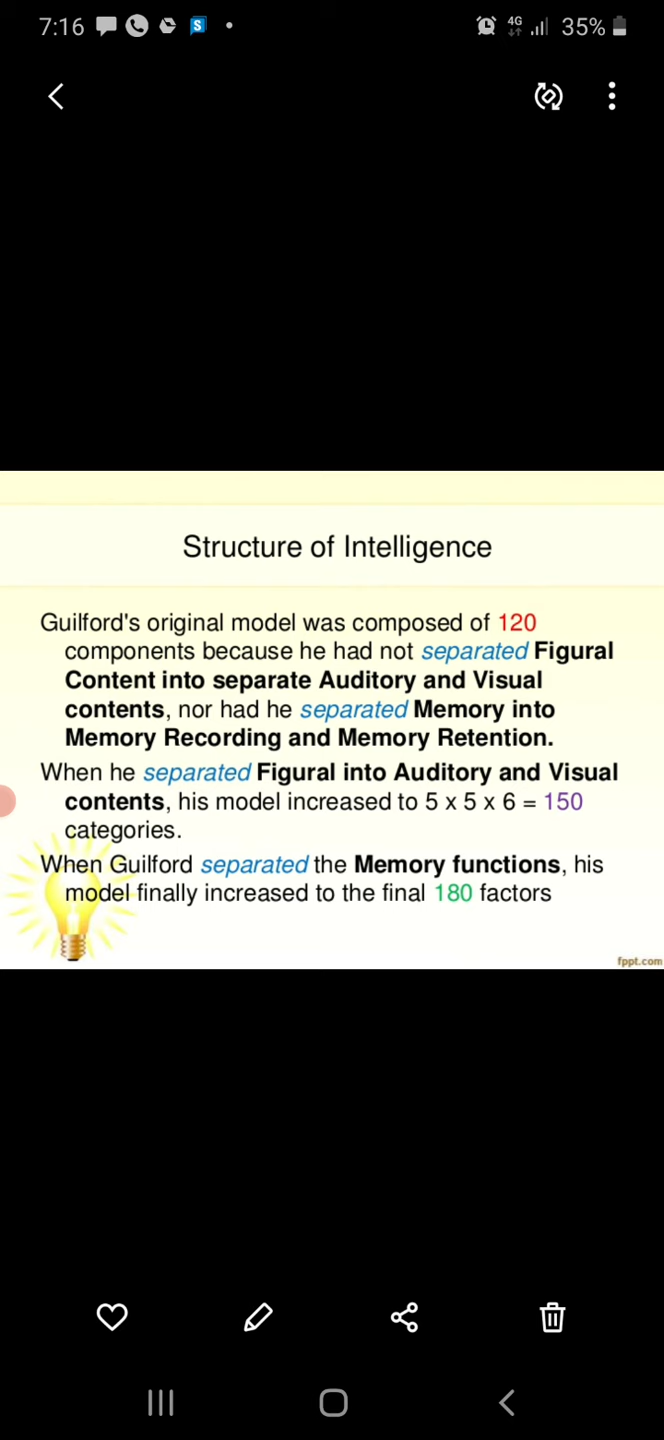 7:16
S
4G
35%
Structure of Intelligence
Guilford's original model was composed of 120
components because he had not separated Figural
Content into separate Auditory and Visual
contents, nor had he separated Memory into
Memory Recording and Memory Retention.
When he separated Figural into Auditory and Visual
contents, his model increased to 5 x 5 x 6 = 150
categories.
When Guilford separated the Memory functions, his
model finally increased to the final 180 factors
fppt.com